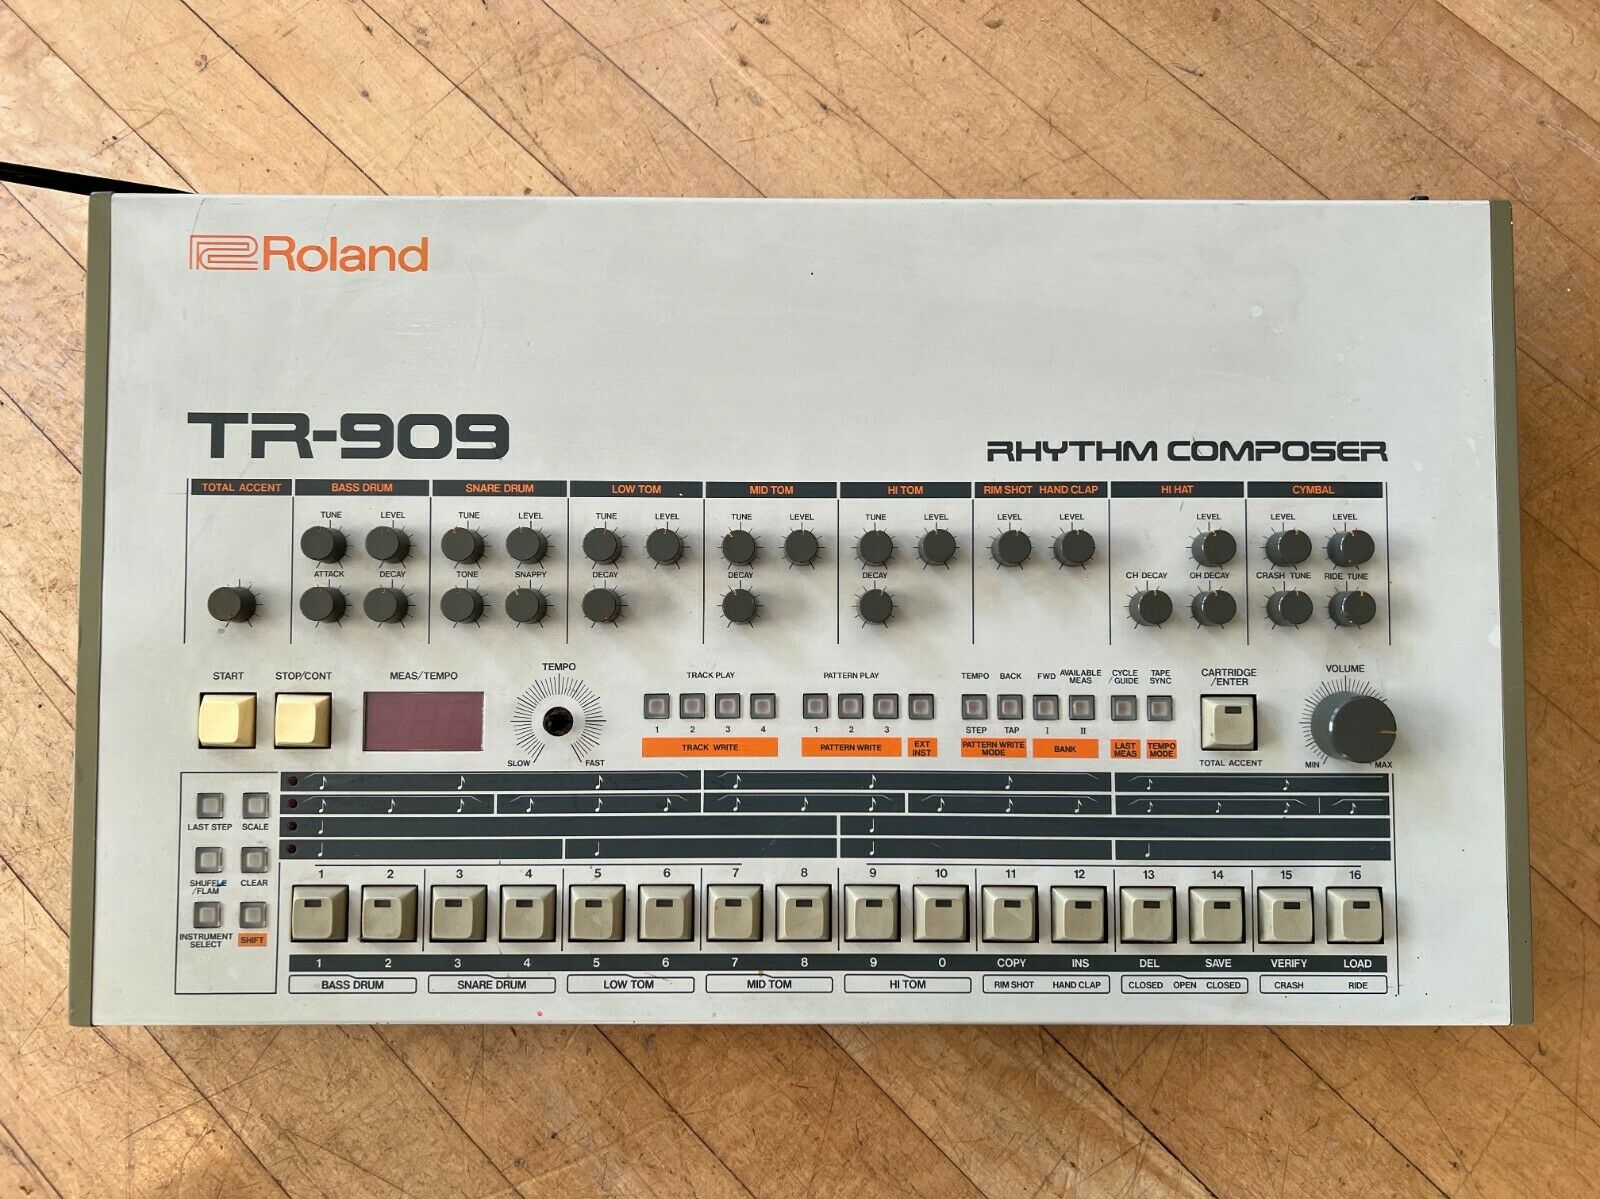 Roland
TR-909
RHYTHM COMPOSER
TOTAL ACCENT BASS DRUM SNARE DRUM LOW TOM MID TOM HI TOM RIM SHOT HAND CLAP HI HAT CYMBAL
TUNE LEVEL TUNE LEVEL TUNE LEVEL TUNE LEVEL TUNE LEVEL LEVEL LEVEL LEVEL LEVEL LEVEL
ATTACK DECAY TONE SNAPPY DECAY DECAY DECAY CH DECAY OH DECAY CRASH TUNE RIDE TUNE
START STOP/CONT MEAS/TEMPO TEMPO TRACK PLAY PATTERN PLAY TEMPO BACK FWD AVAILABLE MEAS CYCLE /GUIDE TAPE SYNC CARTRIDGE /ENTER VOLUME
1 2 3 4 1 2 3 STEP TAP I II
SLOW FAST TRACK WRITE PATTERN WRITE EXT INST PATTERN WRITE MODE BANK LAST MEAS TEMPO MODE TOTAL ACCENT MIN MAX
LAST STEP SCALE
SHUFFLE /FLAM CLEAR
INSTRUMENT SELECT SHIFT
1 2 3 4 5 6 7 8 9 10 11 12 13 14 15 16
1 2 3 4 5 6 7 8 9 0 COPY INS DEL SAVE VERIFY LOAD
BASS DRUM SNARE DRUM LOW TOM MID TOM HI TOM RIM SHOT HAND CLAP CLOSED OPEN CLOSED CRASH RIDE